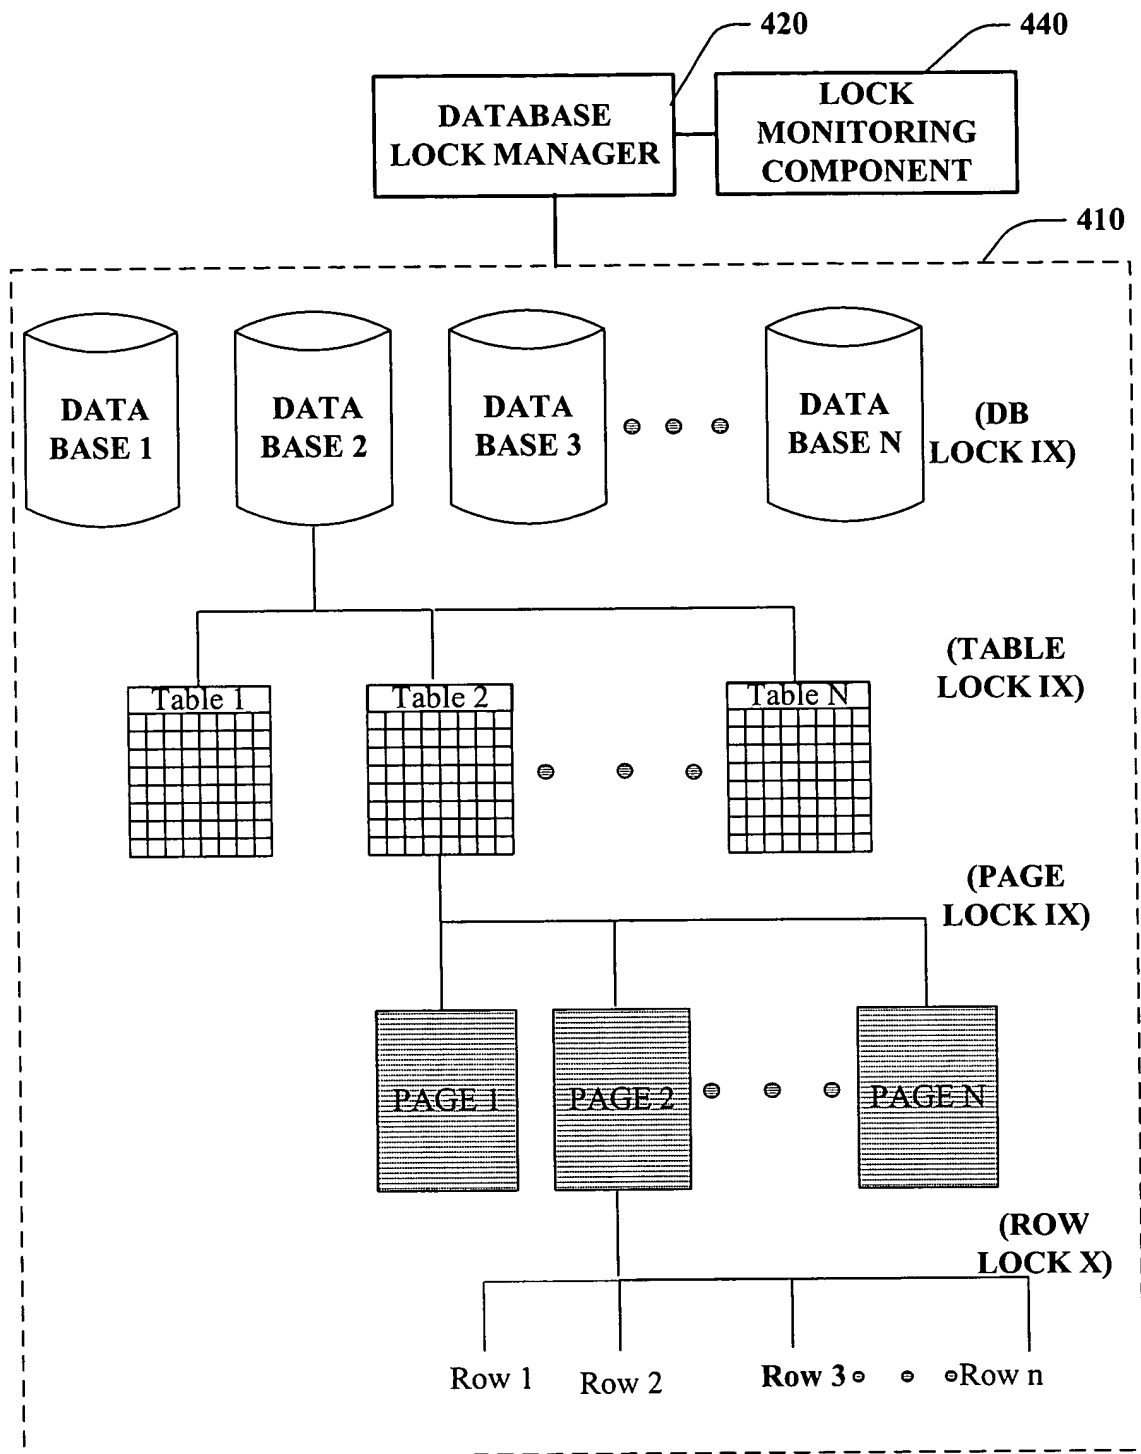 420
440
DATABASE
LOCK MANAGER
LOCK
MONITORING
COMPONENT
410
DATA
BASE 1
DATA
BASE 2
DATA
BASE 3
DATA
BASE N
(DB
LOCK IX)
(TABLE
LOCK IX)
Table 1
Table 2
Table N
(PAGE
LOCK IX)
PAGE 1
PAGE 2
PAGE N
(ROW
LOCK X)
Row 1
Row 2
Row 3
Row n